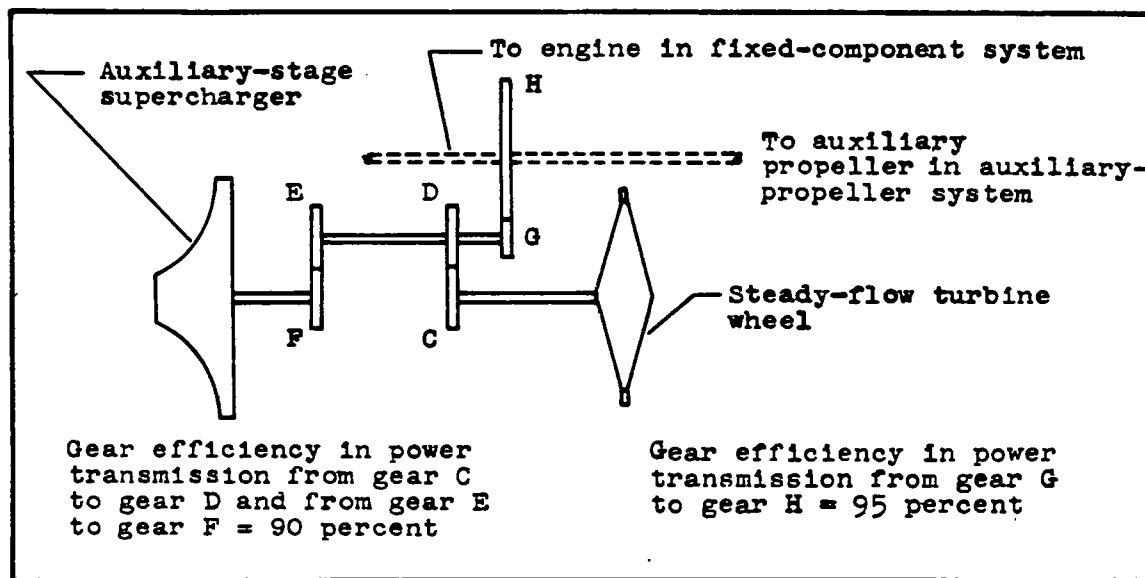 To engine in fixed-component system
Auxiliary-stage
supercharger
H
To auxiliary
propeller in auxiliary-
propeller system
E
D
G
Steady-flow turbine
wheel
F
C
Gear efficiency in power
transmission from gear C
to gear D and from gear E
to gear F = 90 percent
Gear efficiency in power
transmission from gear G
to gear H = 95 percent